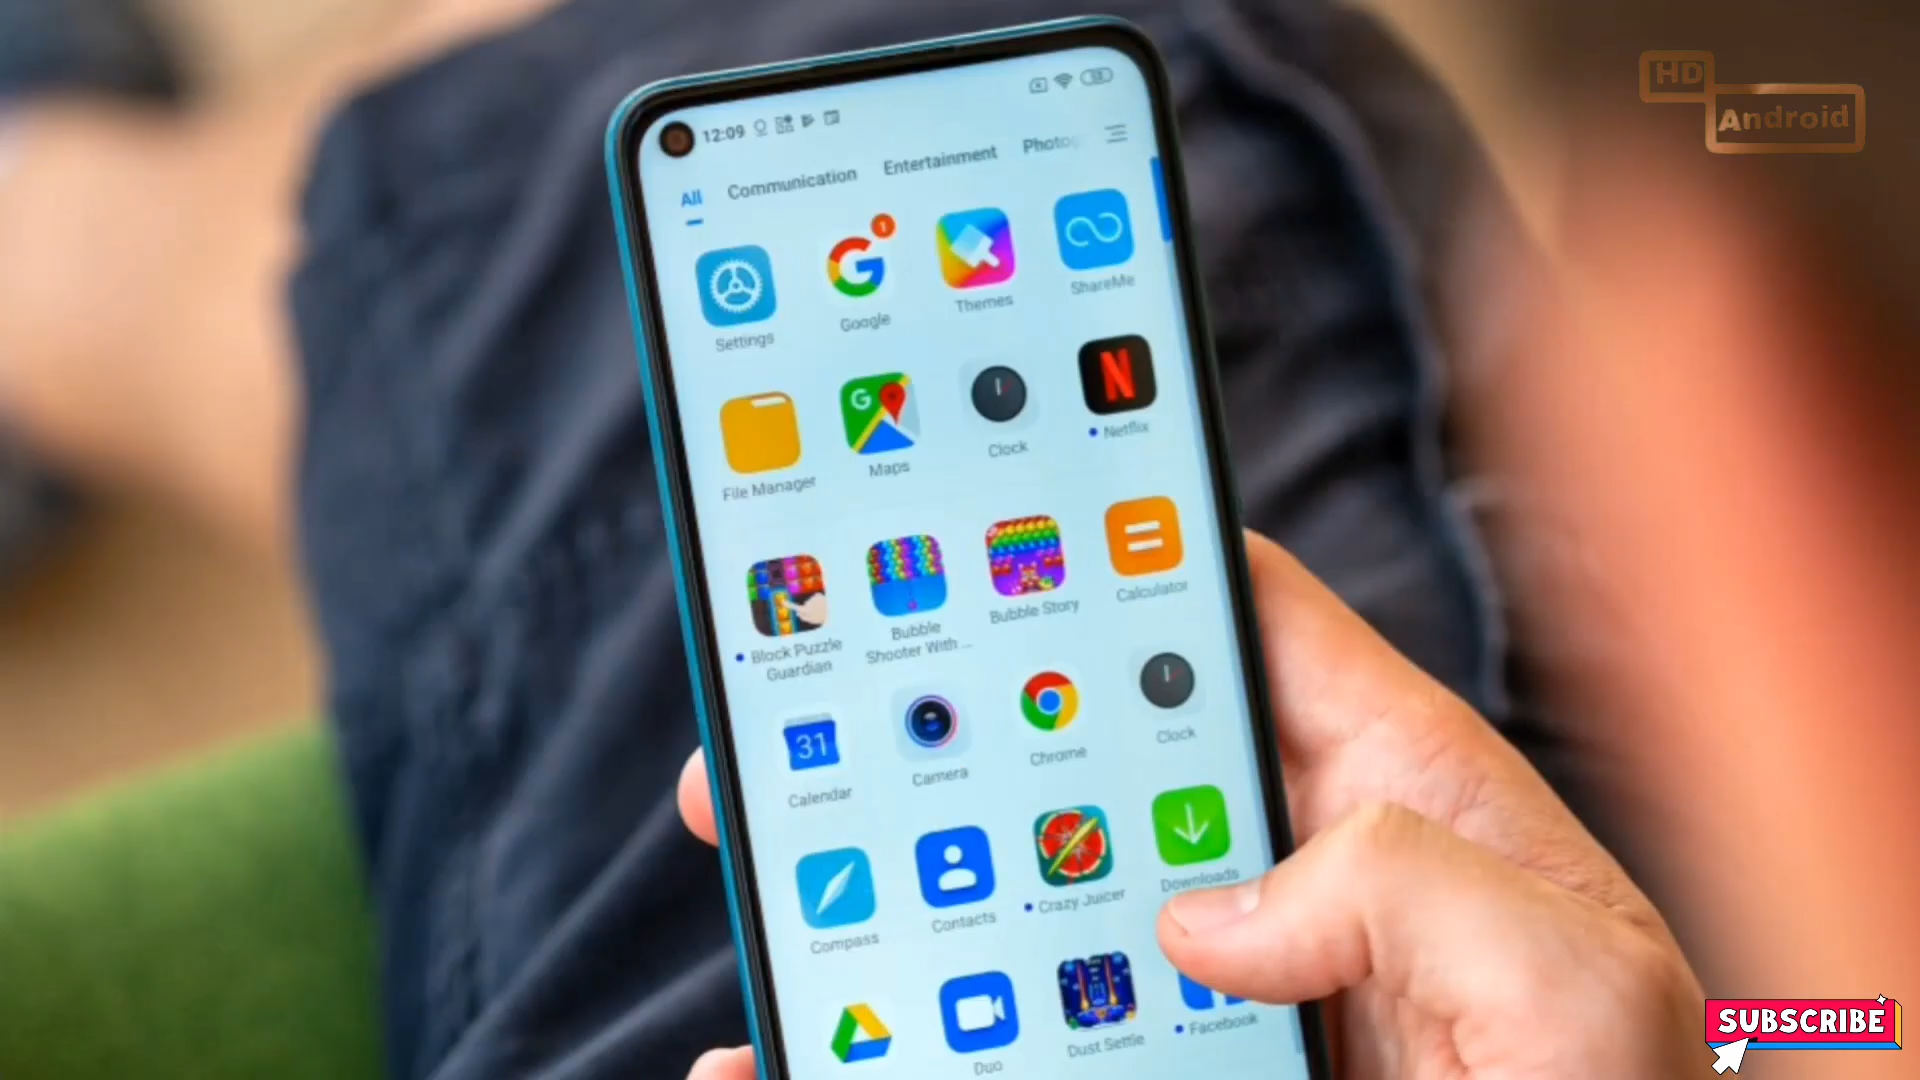 HD
Android
12:09
All Communication Entertainment Photo
Settings
1
Google
Themes
ShareMe
File Manager
G
Maps
Clock
N
Netflix
Block Puzzle
Guardian
Bubble
Shooter With ...
Bubble Story
Calculator
31
Calendar
Camera
Chrome
Clock
Compass
Contacts
Crazy Juicer
Downloads
Duo
Dust Settle
Facebook
SUBSCRIBE